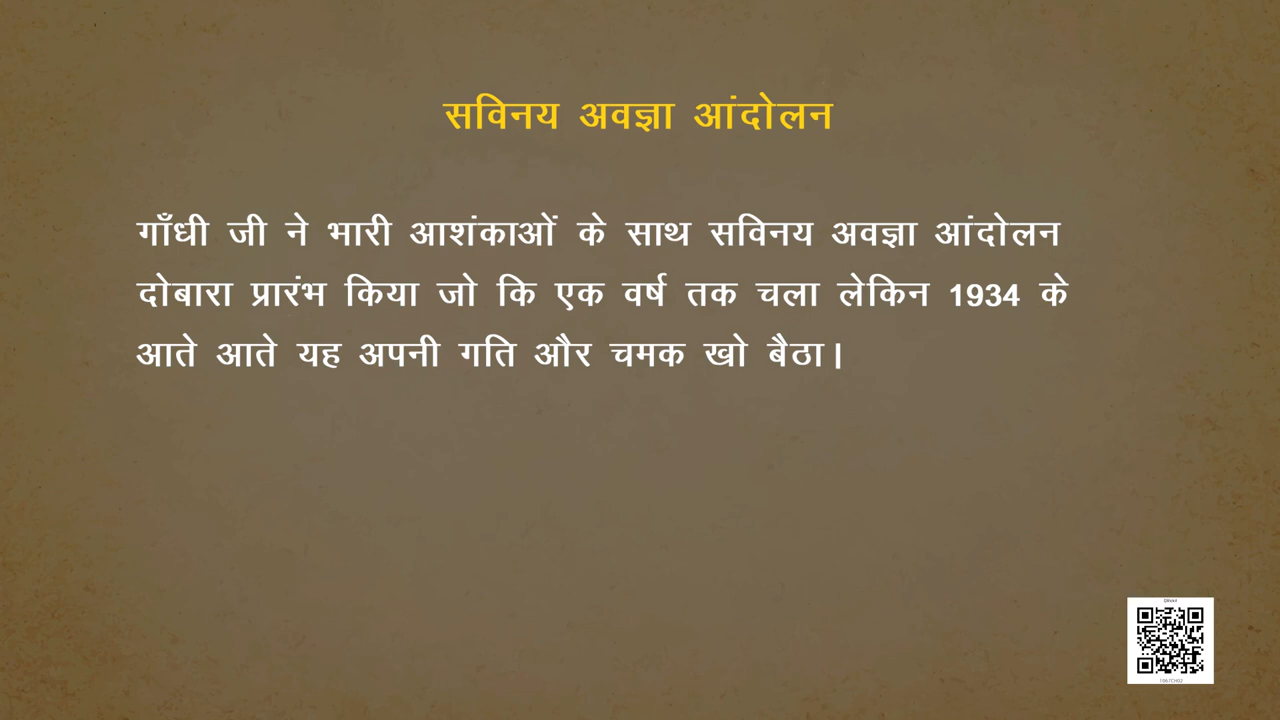 सविनय अवज्ञा आंदोलन
गाँधी जी ने भारी आशंकाओं के साथ सविनय अवज्ञा आंदोलन
दोबारा प्रारंभ किया जो कि एक वर्ष तक चला लेकिन 1934 के
आते आते यह अपनी गति और चमक खो बैठा।